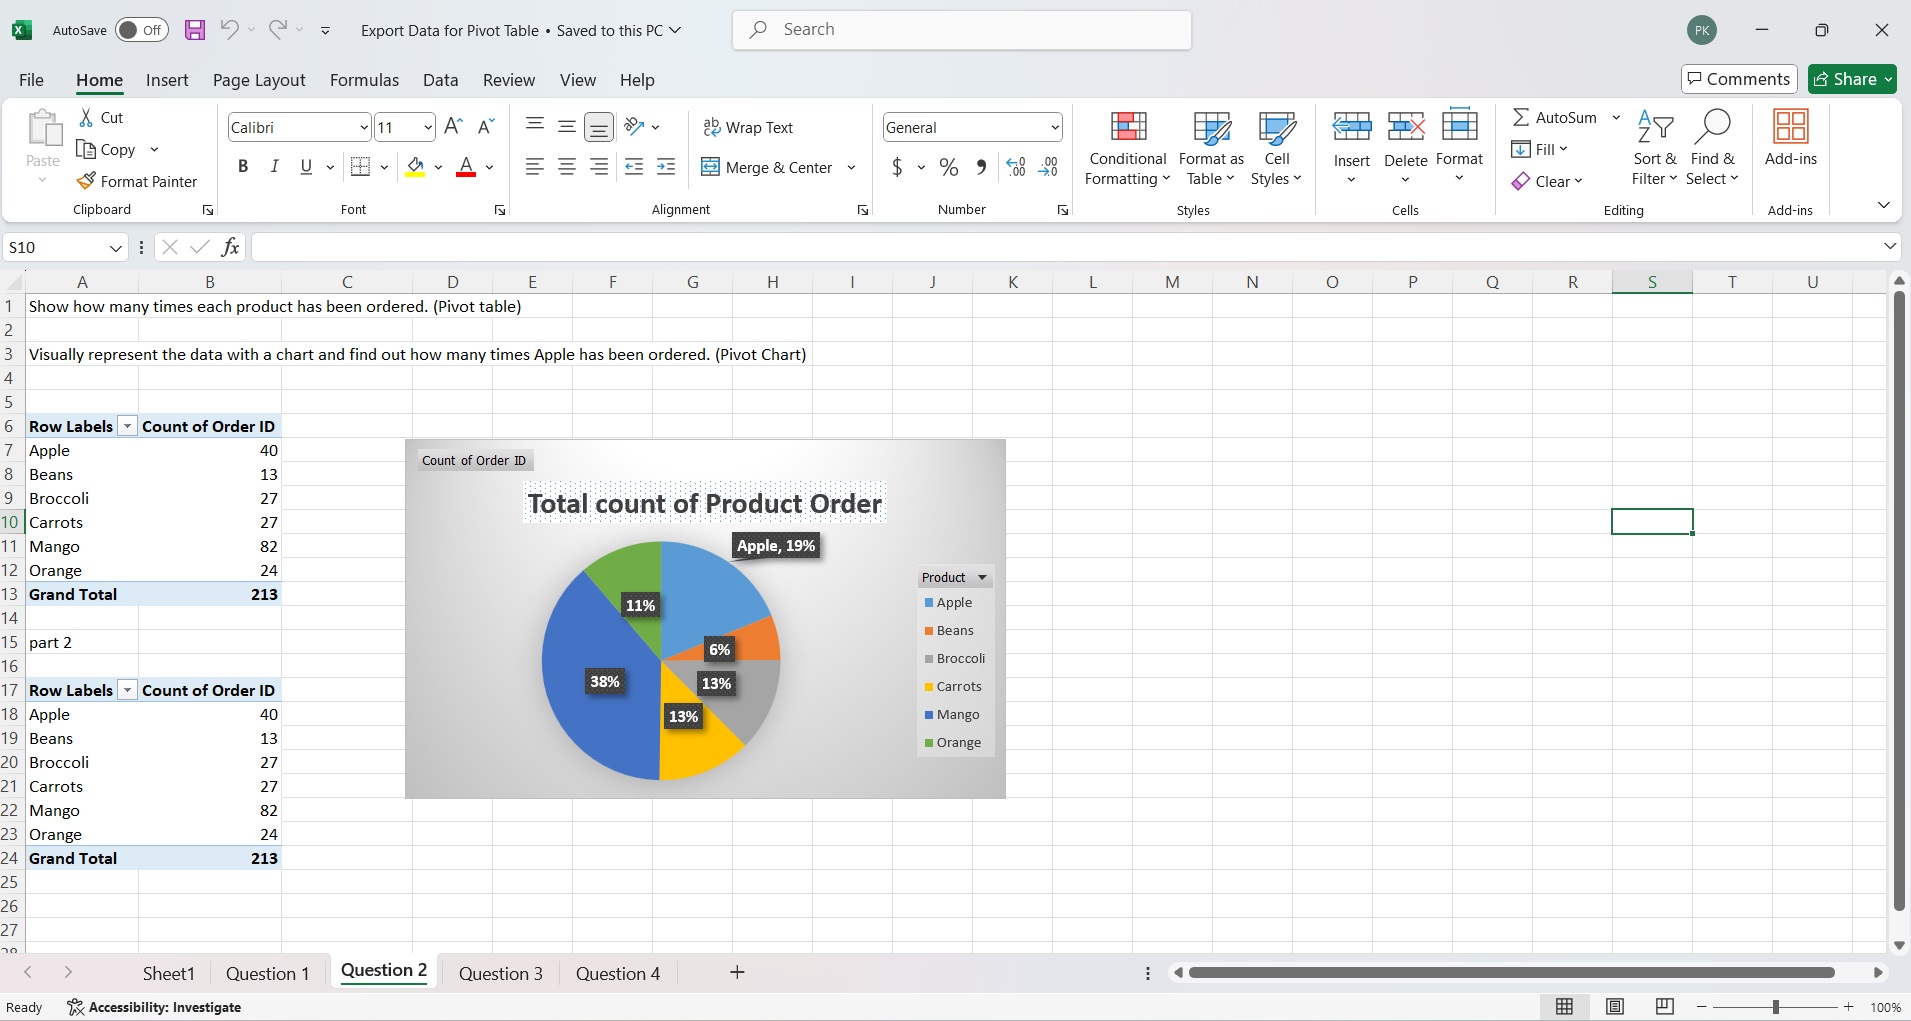 AutoSave Off Export Data for Pivot Table • Saved to this PC Search PK
File Home Insert Page Layout Formulas Data Review View Help Comments Share
Paste
Cut
Copy
Format Painter
Clipboard
Calibri 11
B I U A
Font
ab Wrap Text
Merge & Center
Alignment
General
$ % 9 .00
Number
Conditional Formatting
Format as Table
Cell Styles
Styles
Insert
Delete
Format
Cells
AutoSum
Fill
Clear
Sort & Filter
Find & Select
Editing
Add-ins
Add-ins
S10 fx
A B C D E F G H I J K L M N O P Q R S T U
1 Show how many times each product has been ordered. (Pivot table)
2
3 Visually represent the data with a chart and find out how many times Apple has been ordered. (Pivot Chart)
4
5
6 Row Labels Count of Order ID
7 Apple 40
8 Beans 13
9 Broccoli 27
10 Carrots 27
11 Mango 82
12 Orange 24
13 Grand Total 213
14
15 part 2
16
17 Row Labels Count of Order ID
18 Apple 40
19 Beans 13
20 Broccoli 27
21 Carrots 27
22 Mango 82
23 Orange 24
24 Grand Total 213
25
26
27
28
Count of Order ID
Total count of Product Order
Apple, 19%
11%
6%
38%
13%
13%
Product
Apple
Beans
Broccoli
Carrots
Mango
Orange
Sheet1 Question 1 Question 2 Question 3 Question 4
Ready Accessibility: Investigate 100%